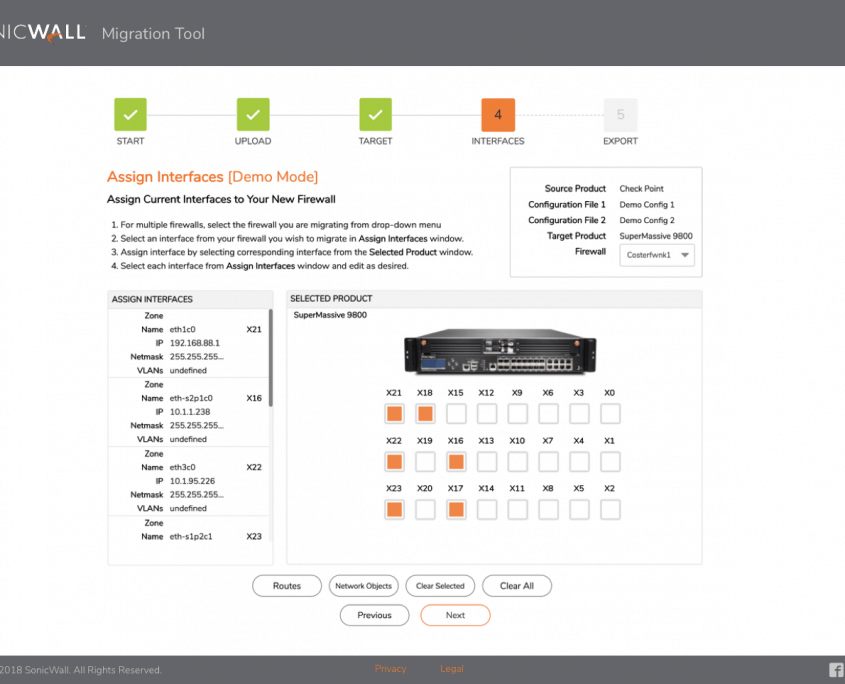 NICWALL Migration Tool
4 5
START UPLOAD TARGET INTERFACES EXPORT
Assign Interfaces [Demo Mode]
Assign Current Interfaces to Your New Firewall
1. For multiple firewalls, select the firewall you are migrating from drop-down menu
2. Select an interface from your firewall you wish to migrate in Assign Interfaces window.
3. Assign interface by selecting corresponding interface from the Selected Product window.
4. Select each interface from Assign Interfaces window and edit as desired.
Source Product Check Point
Configuration File 1 Demo Config 1
Configuration File 2 Demo Config 2
Target Product SuperMassive 9800
Firewall Costerfwnk1
ASSIGN INTERFACES
Zone
Name eth1c0 X21
IP 192.168.88.1
Netmask 255.255.255...
VLANs undefined
Zone
Name eth-s2p1c0 X16
IP 10.1.1.238
Netmask 255.255.255...
VLANs undefined
Zone
Name eth3c0 X22
IP 10.1.95.226
Netmask 255.255.255...
VLANs undefined
Zone
Name eth-s1p2c1 X23
SELECTED PRODUCT
SuperMassive 9800
X21 X18 X15 X12 X9 X6 X3 X0
X22 X19 X16 X13 X10 X7 X4 X1
X23 X20 X17 X14 X11 X8 X5 X2
Routes Network Objects Clear Selected Clear All
Previous Next
2018 SonicWall. All Rights Reserved. Privacy Legal